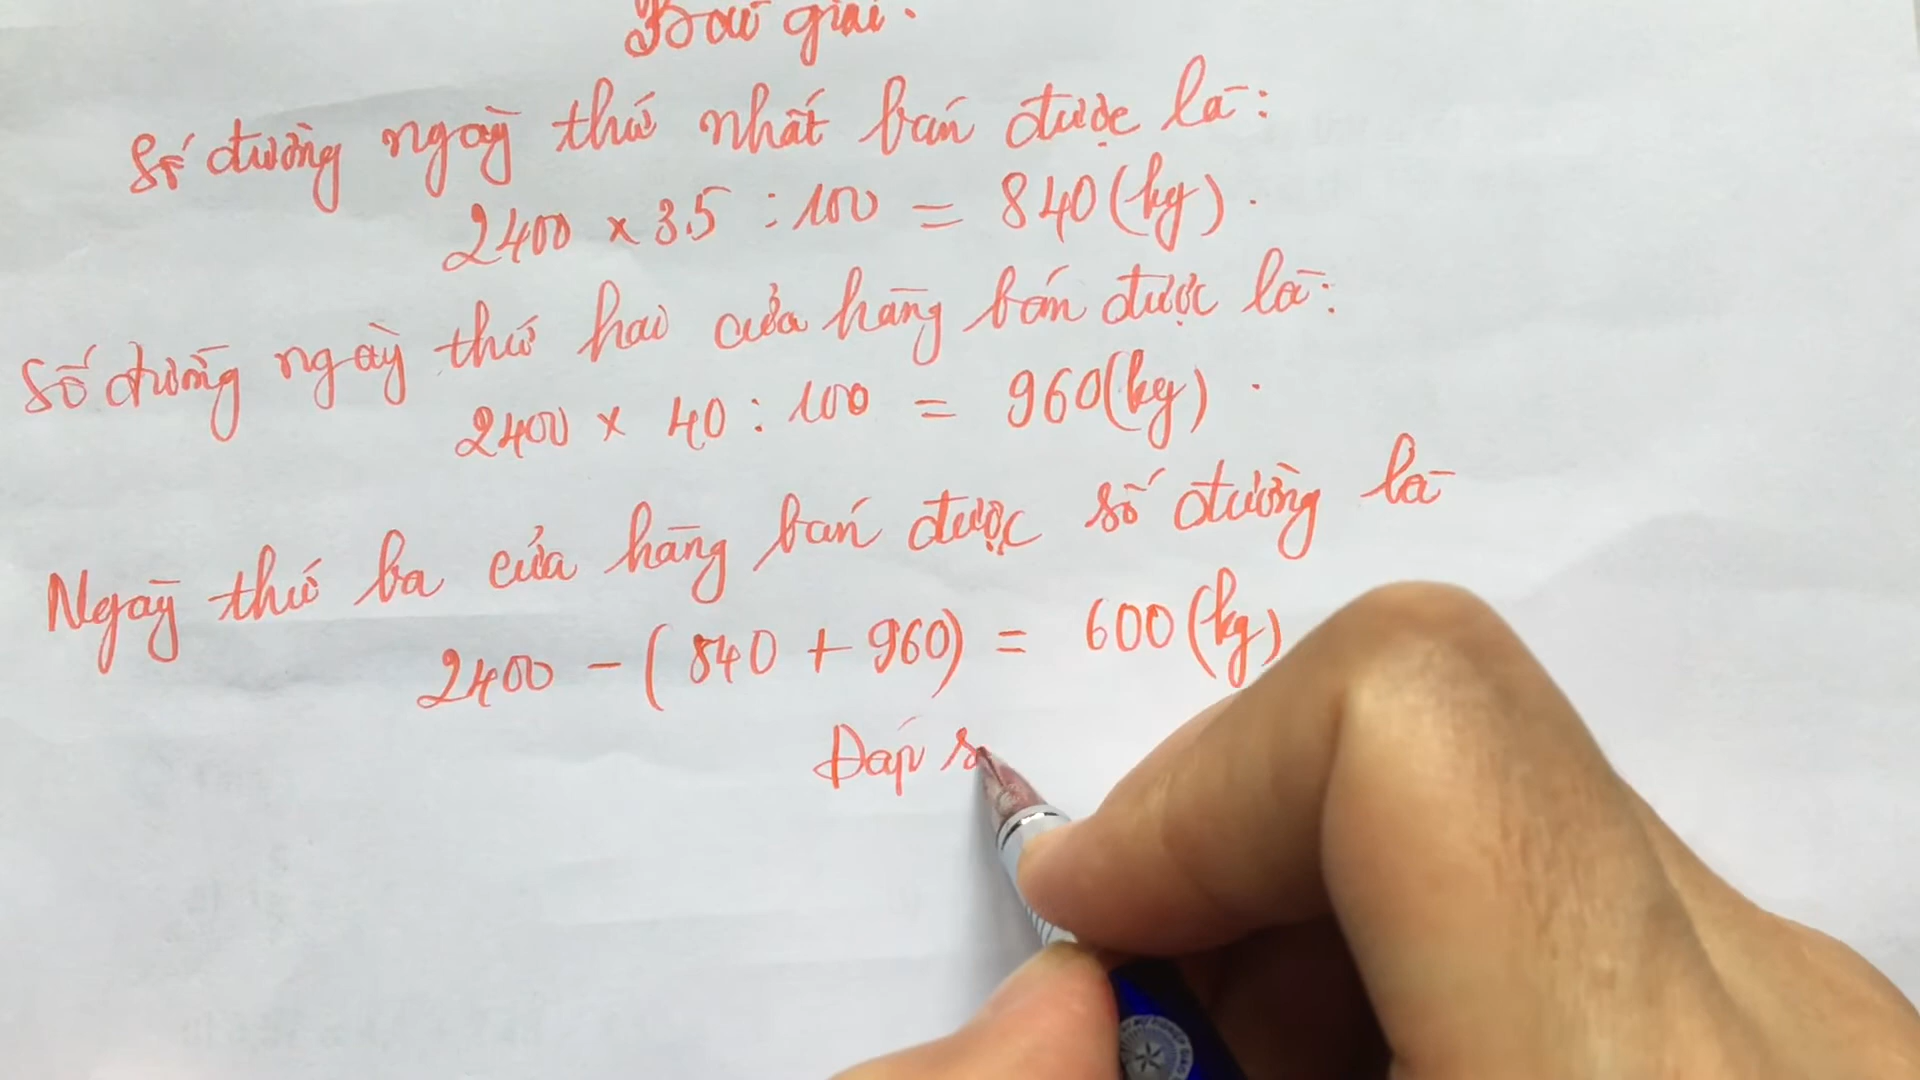 Bài giải.
Số đường ngày thứ nhất bán được là:
2400 x 35 : 100 = 840 (kg).
Số đường ngày thứ hai cửa hàng bán được là:
2400 x 40 : 100 = 960 (kg).
Ngày thứ ba cửa hàng bán được số đường là
2400 - (840 + 960) = 600 (kg)
Đáp s